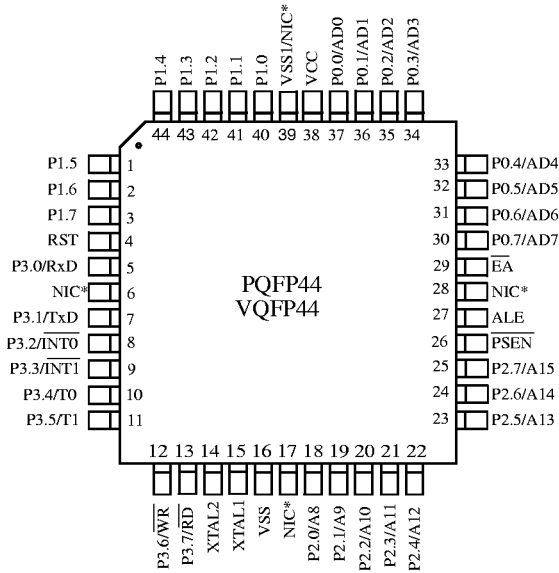 P1.4
P1.3
P1.2
P1.1
P1.0
VSS1/NIC*
VCC
P0.0/AD0
P0.1/AD1
P0.2/AD2
P0.3/AD3
44 43 42 41 40 39 38 37 36 35 34
P1.5 1
P1.6 2
P1.7 3
RST 4
P3.0/RxD 5
NIC* 6
P3.1/TxD 7
P3.2/INT0 8
P3.3/INT1 9
P3.4/T0 10
P3.5/T1 11
PQFP44
VQFP44
33 P0.4/AD4
32 P0.5/AD5
31 P0.6/AD6
30 P0.7/AD7
29 EA
28 NIC*
27 ALE
26 PSEN
25 P2.7/A15
24 P2.6/A14
23 P2.5/A13
12 13 14 15 16 17 18 19 20 21 22
P3.6/WR
P3.7/RD
XTAL2
XTAL1
VSS
NIC*
P2.0/A8
P2.1/A9
P2.2/A10
P2.3/A11
P2.4/A12